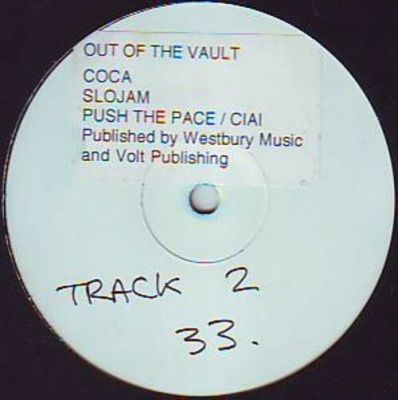 OUT OF THE VAULT
COCA
SLOJAM
PUSH THE PACE / CIAI
Published by Westbury Music
and Volt Publishing
TRACK 2
33.